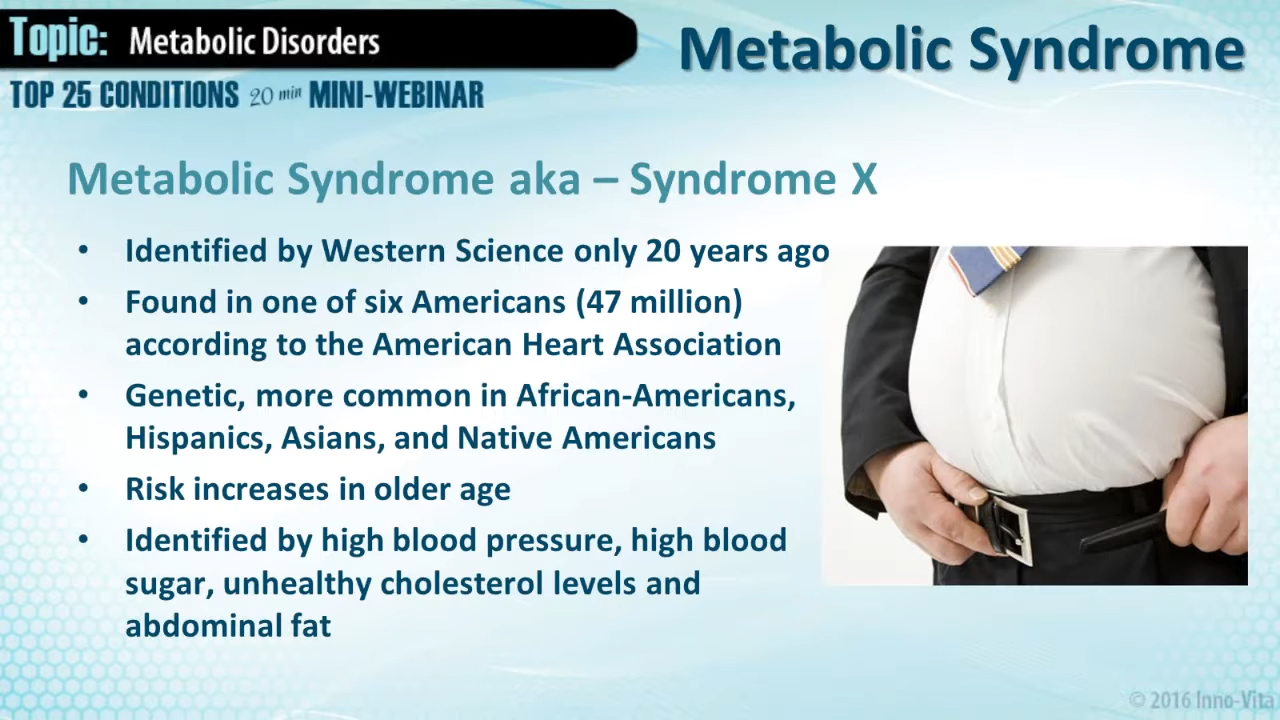 Topic: Metabolic Disorders
Metabolic Syndrome
TOP 25 CONDITIONS 20 min MINI-WEBINAR
Metabolic Syndrome aka – Syndrome X
• Identified by Western Science only 20 years ago
• Found in one of six Americans (47 million)
according to the American Heart Association
• Genetic, more common in African-Americans,
Hispanics, Asians, and Native Americans
• Risk increases in older age
• Identified by high blood pressure, high blood
sugar, unhealthy cholesterol levels and
abdominal fat
© 2016 Inno-Vita